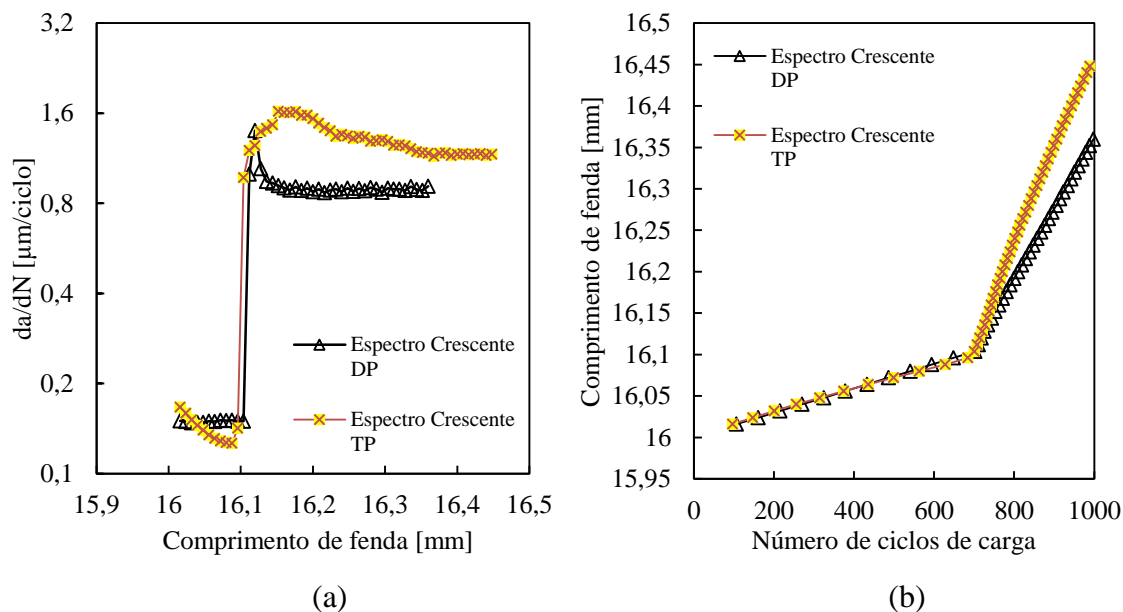 (a)
3,2
1,6
0,8
0,4
0,2
0,1
da/dN [µm/ciclo]
Espectro Crescente
DP
Espectro Crescente
TP
15,9
16
16,1
16,2
16,3
16,4
16,5
Comprimento de fenda [mm]
(a)
(b)
16,5
16,45
16,4
16,35
16,3
16,25
16,2
16,15
16,1
16,05
16
15,95
Comprimento de fenda [mm]
Espectro Crescente
DP
Espectro Crescente
TP
0
200
400
600
800
1000
Número de ciclos de carga
(b)